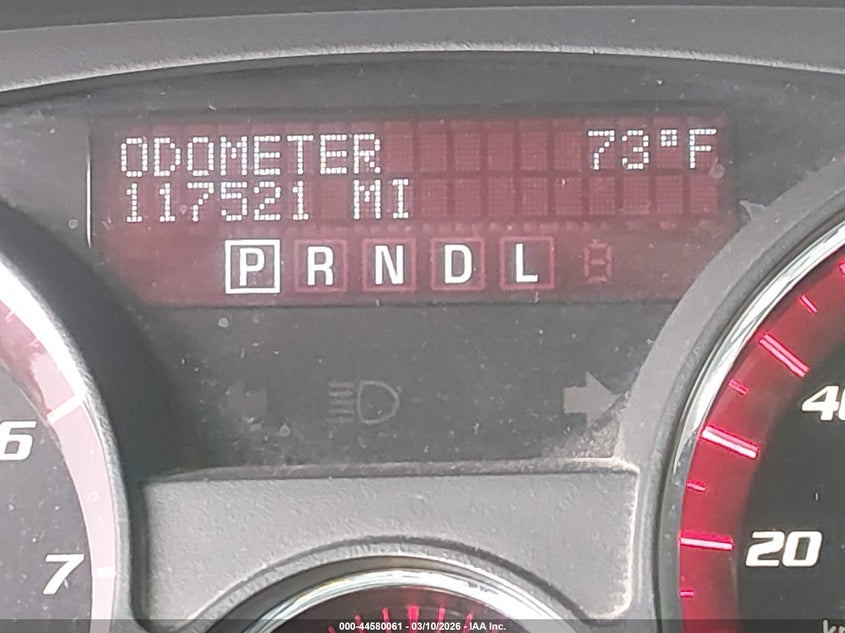 ODOMETER 73°F
117521 MI
P R N D L
6
7
40
20
000-44580061 - 03/10/2026 - IAA Inc.